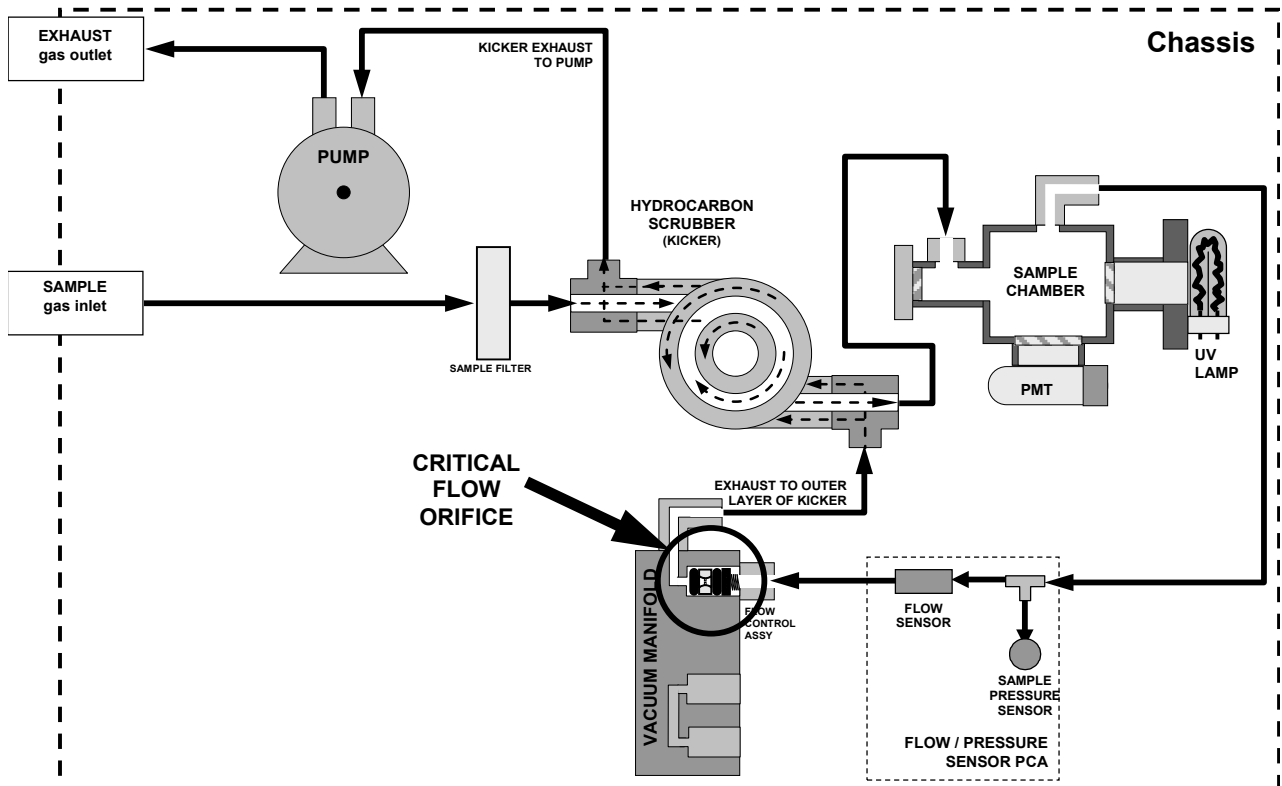 EXHAUST
gas outlet
KICKER EXHAUST
TO PUMP
Chassis
PUMP
HYDROCARBON
SCRUBBER
(KICKER)
SAMPLE
gas inlet
SAMPLE FILTER
SAMPLE
CHAMBER
UV
LAMP
PMT
CRITICAL
FLOW
ORIFICE
EXHAUST TO OUTER
LAYER OF KICKER
VACUUM MANIFOLD
FLOW
CONTROL
ASSY
FLOW
SENSOR
SAMPLE
PRESSURE
SENSOR
FLOW / PRESSURE
SENSOR PCA